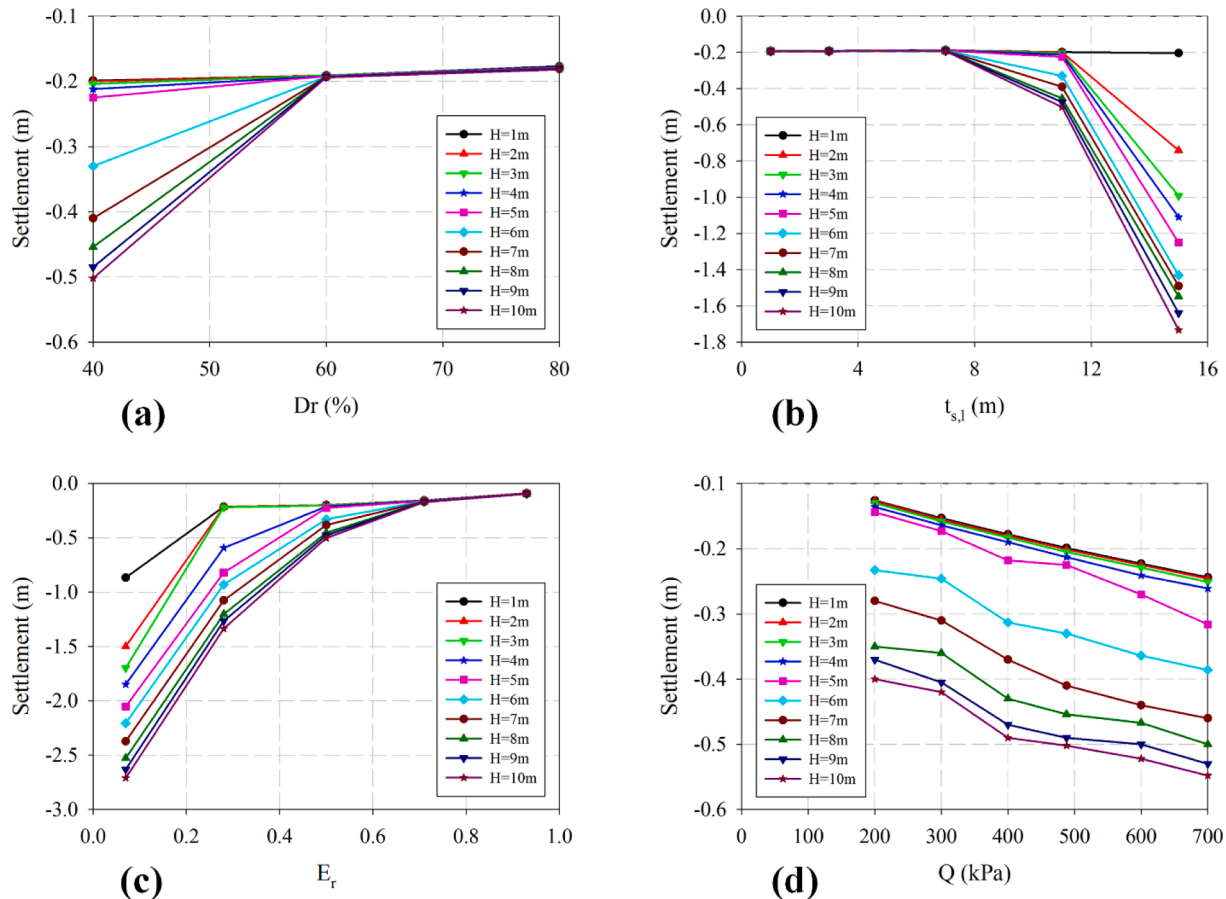 -0.1
-0.2
-0.3
-0.4
-0.5
-0.6
Settlement (m)
40 50 60 70 80
Dr (%)
H=1m
H=2m
H=3m
H=4m
H=5m
H=6m
H=7m
H=8m
H=9m
H=10m
(a)
0.0
-0.2
-0.4
-0.6
-0.8
-1.0
-1.2
-1.4
-1.6
-1.8
Settlement (m)
0 4 8 12 16
t_s,l (m)
H=1m
H=2m
H=3m
H=4m
H=5m
H=6m
H=7m
H=8m
H=9m
H=10m
(b)
0.0
-0.5
-1.0
-1.5
-2.0
-2.5
-3.0
Settlement (m)
0.0 0.2 0.4 0.6 0.8 1.0
E_r
H=1m
H=2m
H=3m
H=4m
H=5m
H=6m
H=7m
H=8m
H=9m
H=10m
(c)
-0.1
-0.2
-0.3
-0.4
-0.5
-0.6
Settlement (m)
0 100 200 300 400 500 600 700
Q (kPa)
H=1m
H=2m
H=3m
H=4m
H=5m
H=6m
H=7m
H=8m
H=9m
H=10m
(d)